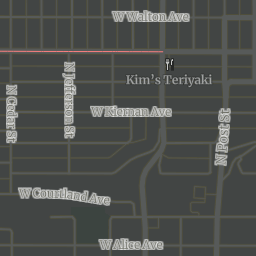 W Walton Ave
Kim's Teriyaki
N Jefferson St
N Cedar St
W Kiernan Ave
N Post St
W Courtland Ave
W Alice Ave